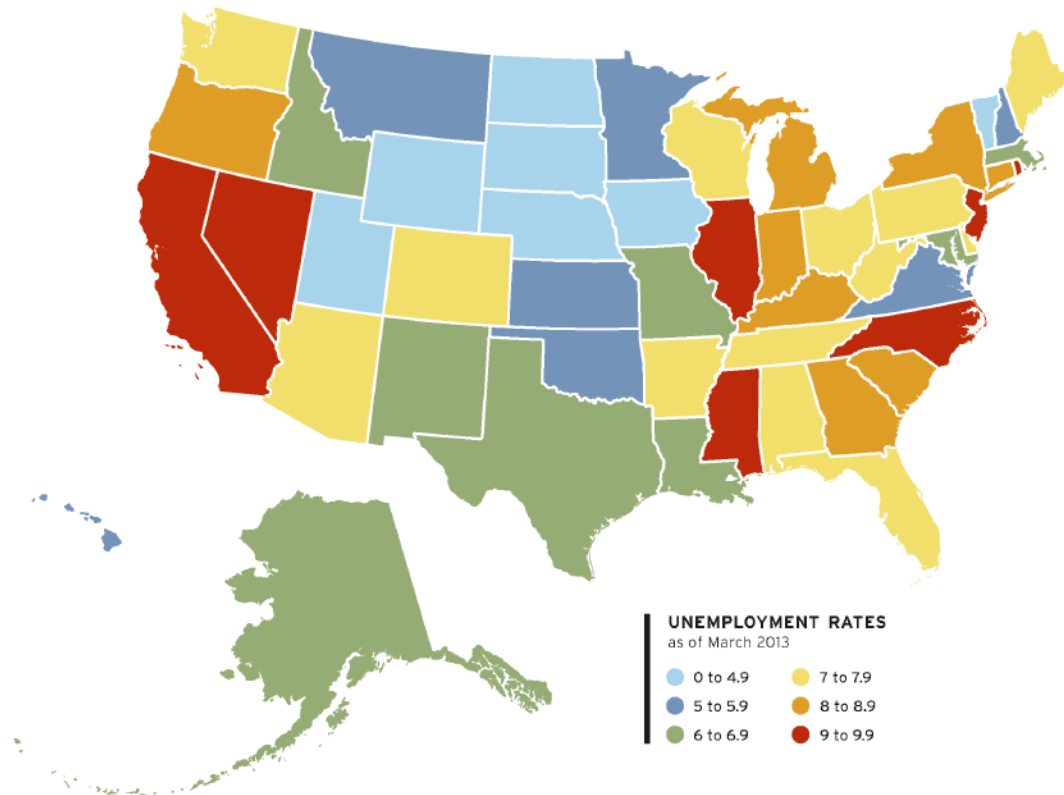 UNEMPLOYMENT RATES
as of March 2013
0 to 4.9
5 to 5.9
6 to 6.9
7 to 7.9
8 to 8.9
9 to 9.9